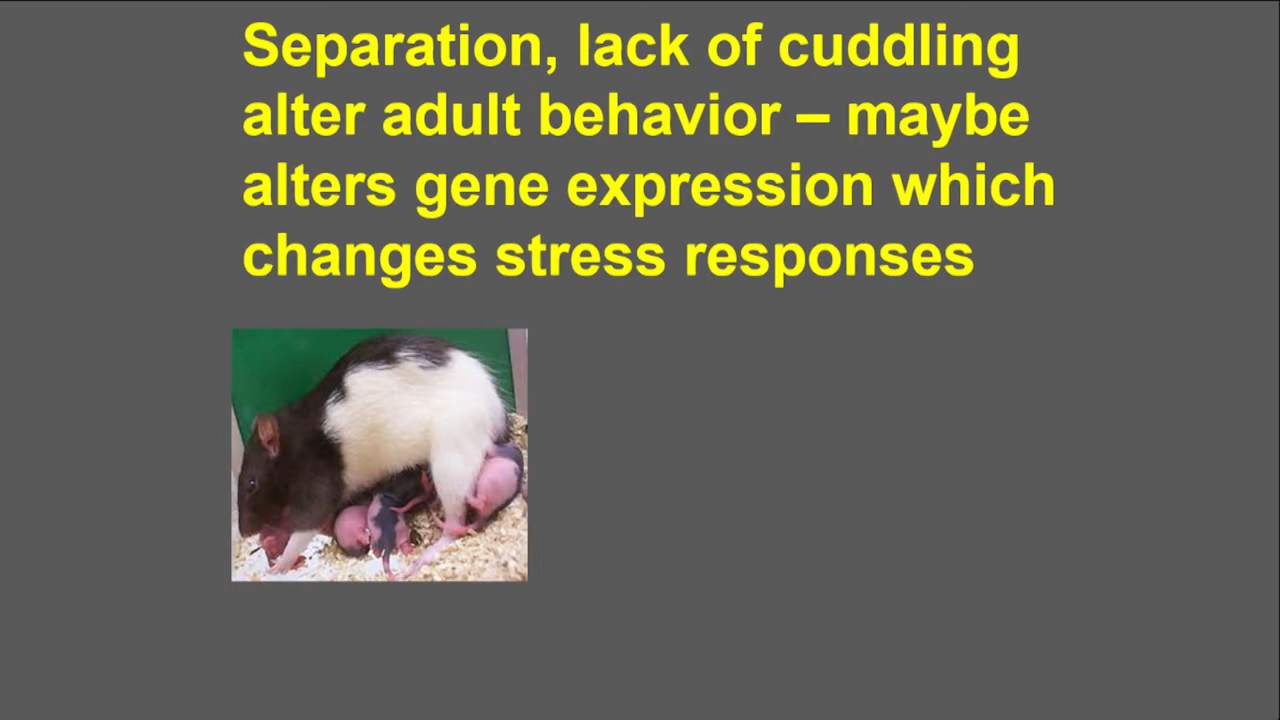 Separation, lack of cuddling
alter adult behavior – maybe
alters gene expression which
changes stress responses